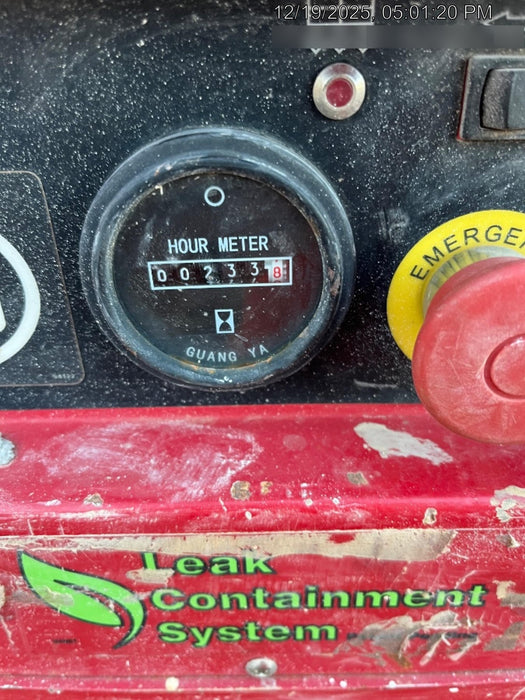 12/19/2025, 05:01:20 PM
HOUR METER
0 0 2 3 3 8
GUANG YA
EMERGE
Leak
Containment
System